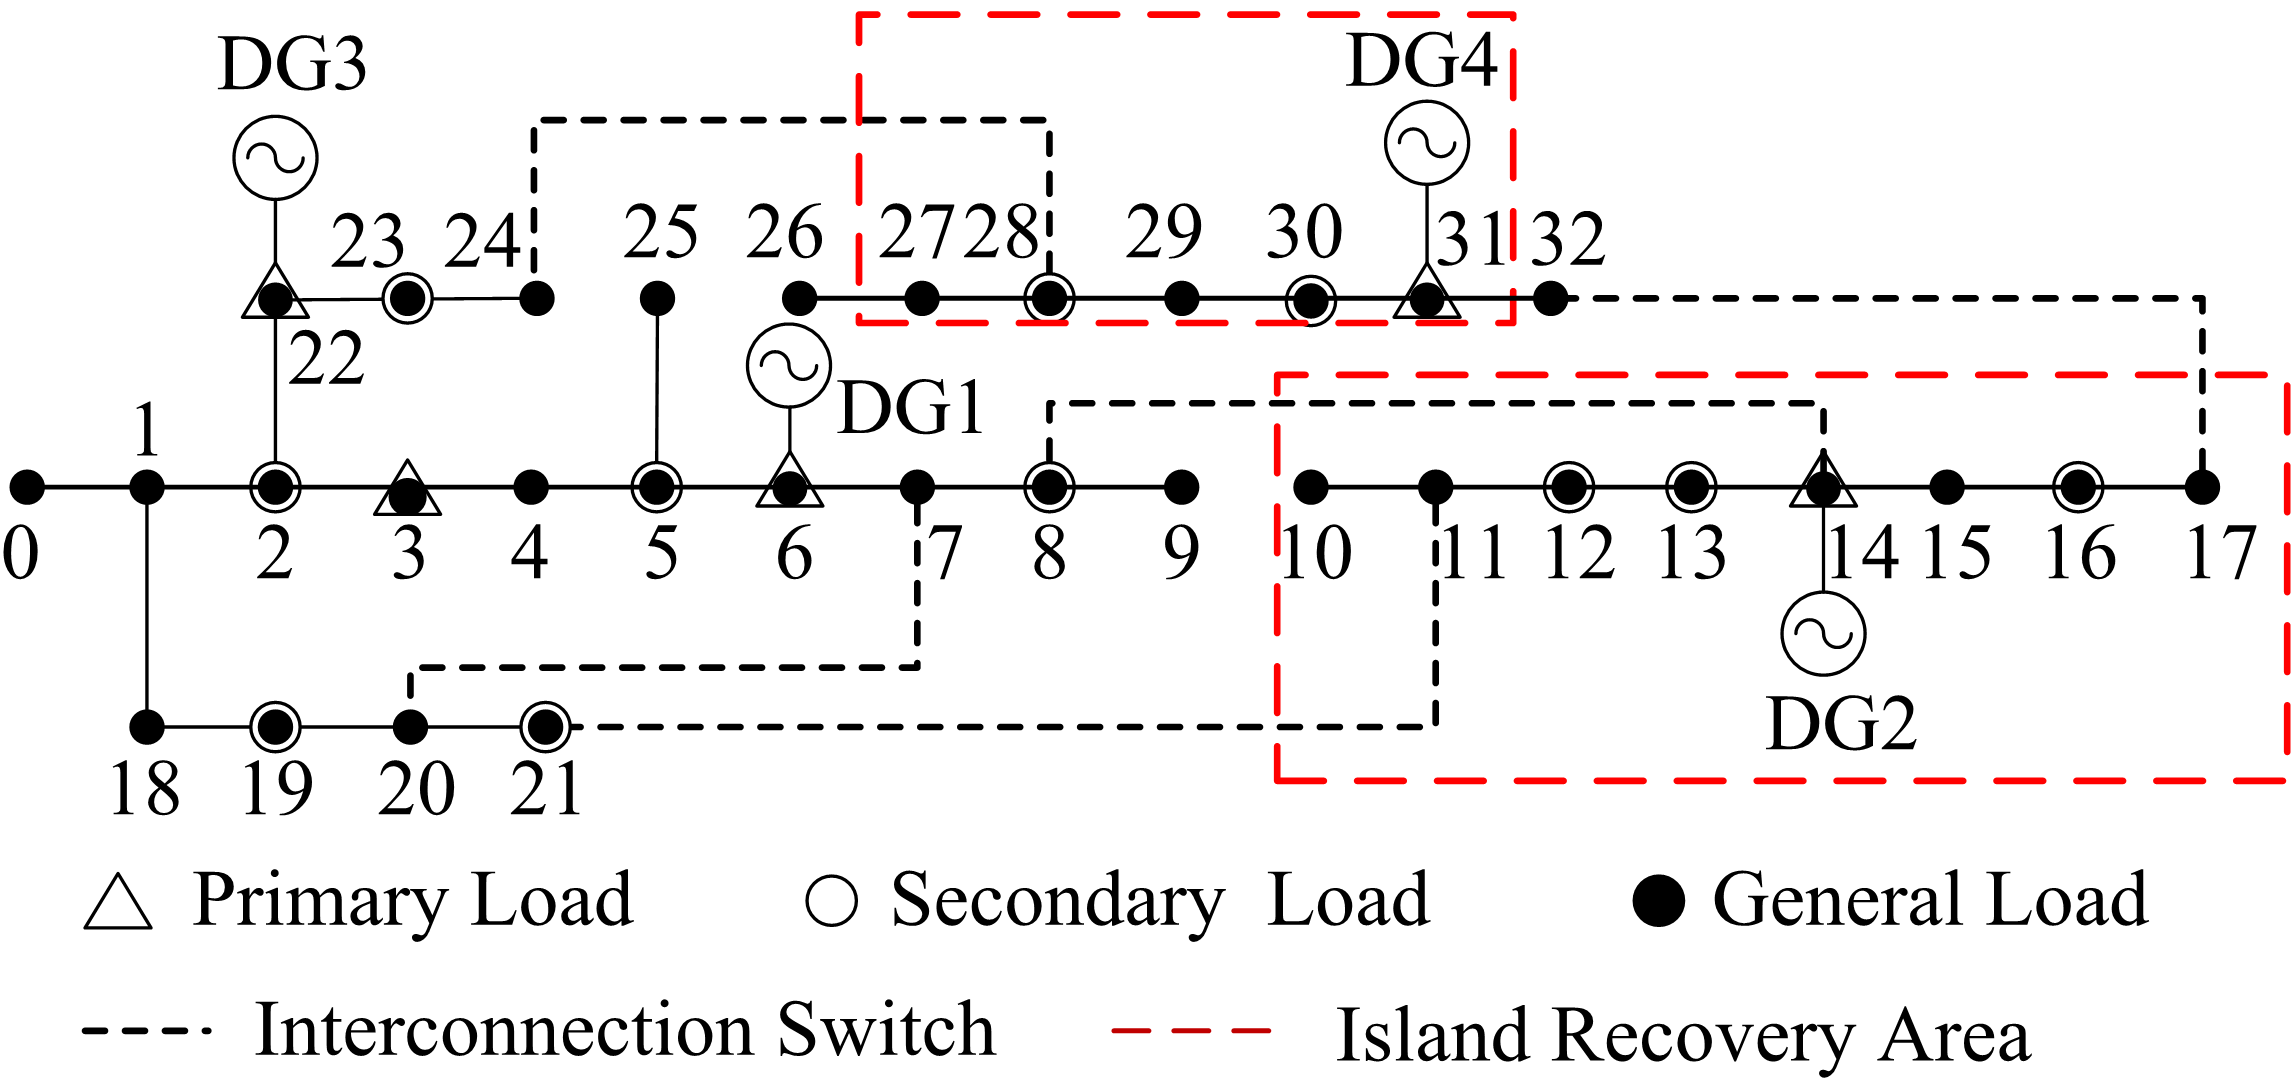 DG3
DG4
23 24 25 26 27 28 29 30 31 32
22
DG1
1
0 2 3 4 5 6 7 8 9 10 11 12 13 14 15 16 17
DG2
18 19 20 21
Primary Load Secondary Load General Load
Interconnection Switch Island Recovery Area